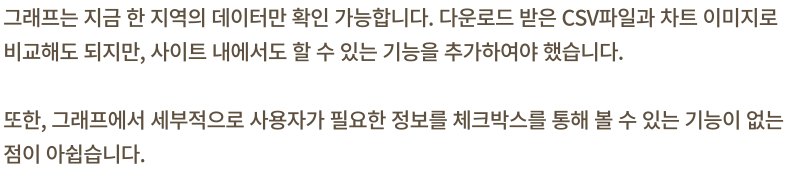 그래프는 지금 한 지역의 데이터만 확인 가능합니다. 다운로드 받은 CSV파일과 차트 이미지로
비교해도 되지만, 사이트 내에서도 할 수 있는 기능을 추가하여야 했습니다.
또한, 그래프에서 세부적으로 사용자가 필요한 정보를 체크박스를 통해 볼 수 있는 기능이 없는
점이 아쉽습니다.